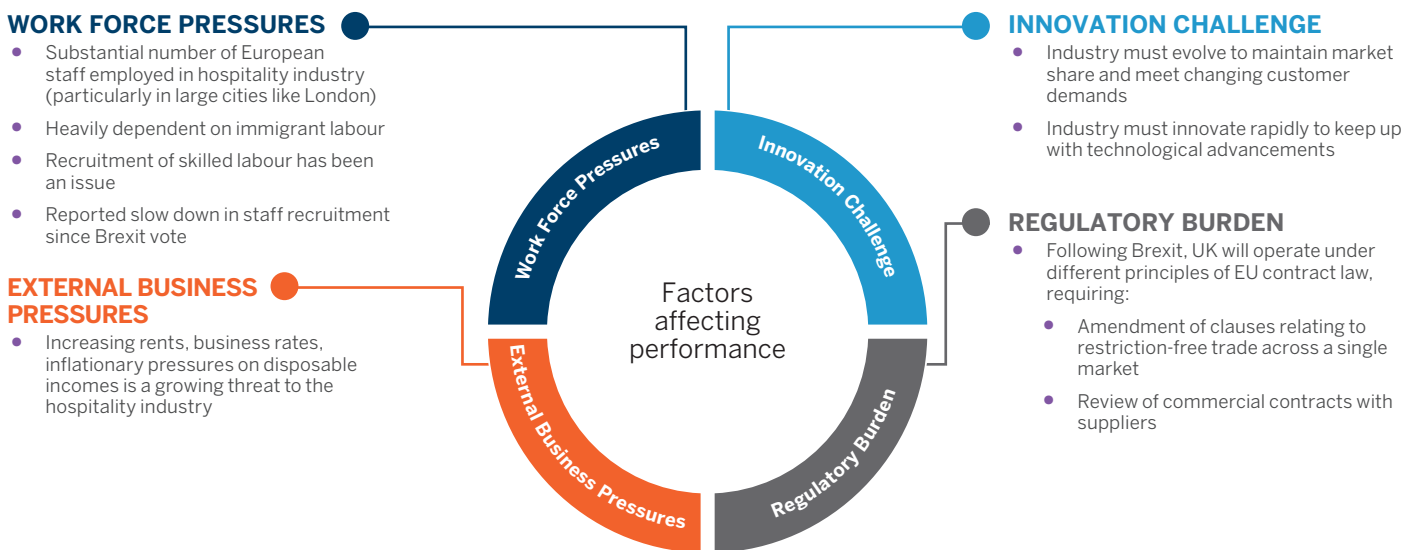 WORK FORCE PRESSURES
Substantial number of European
staff employed in hospitality industry
(particularly in large cities like London)
Heavily dependent on immigrant labour
Recruitment of skilled labour has been
an issue
Reported slow down in staff recruitment
since Brexit vote
EXTERNAL BUSINESS
PRESSURES
Increasing rents, business rates,
inflationary pressures on disposable
incomes is a growing threat to the
hospitality industry
Work Force Pressures
Innovation Challenge
External Business Pressures
Regulatory Burden
Factors
affecting
performance
INNOVATION CHALLENGE
Industry must evolve to maintain market
share and meet changing customer
demands
Industry must innovate rapidly to keep up
with technological advancements
REGULATORY BURDEN
Following Brexit, UK will operate under
different principles of EU contract law,
requiring:
Amendment of clauses relating to
restriction-free trade across a single
market
Review of commercial contracts with
suppliers